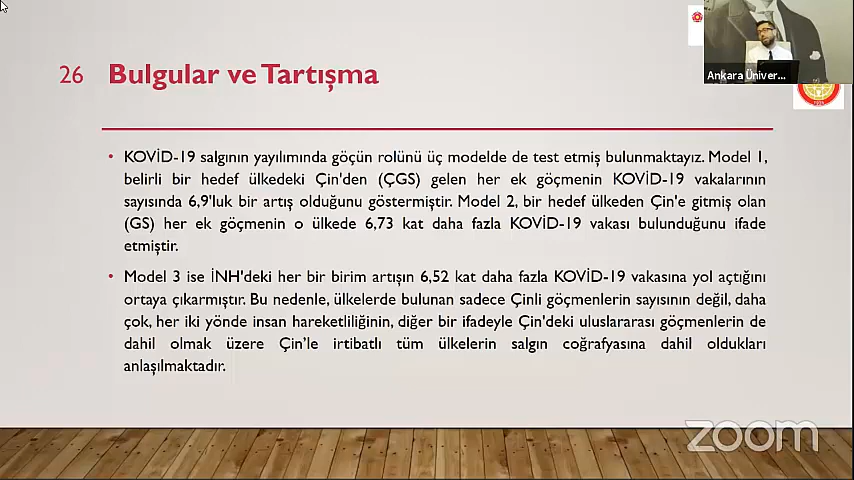 26 Bulgular ve Tartışma
• KOVİD-19 salgının yayılımında göçün rolünü üç modelde de test etmiş bulunmaktayız. Model 1,
belirli bir hedef ülkedeki Çin'den (ÇGS) gelen her ek göçmenin KOVİD-19 vakalarının
sayısında 6,9'luk bir artış olduğunu göstermiştir. Model 2, bir hedef ülkeden Çin'e gitmiş olan
(GS) her ek göçmenin o ülkede 6,73 kat daha fazla KOVİD-19 vakası bulunduğunu ifade
etmiştir.
• Model 3 ise İNH'deki her bir birim artışın 6,52 kat daha fazla KOVİD-19 vakasına yol açtığını
ortaya çıkarmıştır. Bu nedenle, ülkelerde bulunan sadece Çinli göçmenlerin sayısının değil, daha
çok, her iki yönde insan hareketliliğinin, diğer bir ifadeyle Çin'deki uluslararası göçmenlerin de
dahil olmak üzere Çin'le irtibatlı tüm ülkelerin salgın coğrafyasına dahil oldukları
anlaşılmaktadır.
Ankara Üniver...
zoom